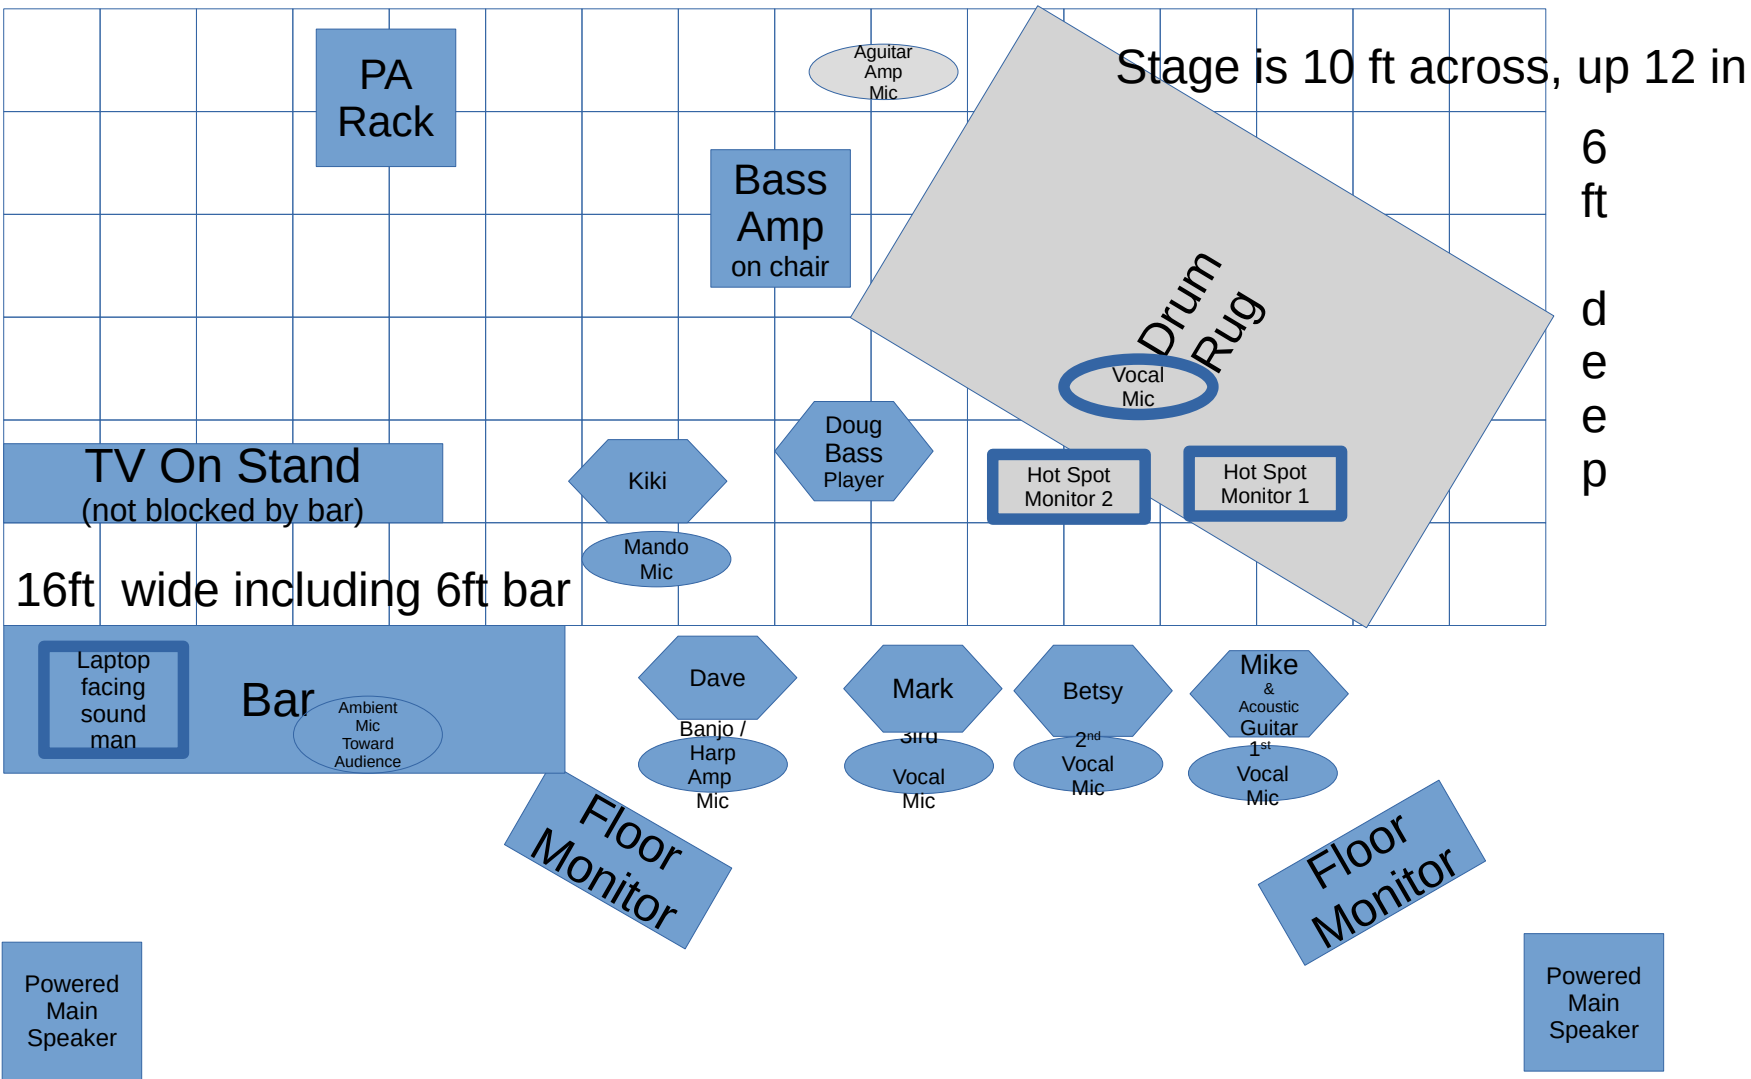 PA
Rack
Aguitar
Amp
Mic
Stage is 10 ft across, up 12 in
6
ft
d
e
e
p
Bass
Amp
on chair
Drum
Rug
Vocal
Mic
Doug
Bass
Player
Hot Spot
Monitor 2
Hot Spot
Monitor 1
TV On Stand
(not blocked by bar)
Kiki
Mando
Mic
16ft  wide including 6ft bar
Laptop
facing
sound
man
Bar
Ambient
Mic
Toward
Audience
Dave
Banjo /
Harp
Amp
Mic
Mark
3ird
Vocal
Mic
Betsy
2nd
Vocal
Mic
Mike
&
Acoustic
Guitar
1st
Vocal
Mic
Floor
Monitor
Floor
Monitor
Powered
Main
Speaker
Powered
Main
Speaker